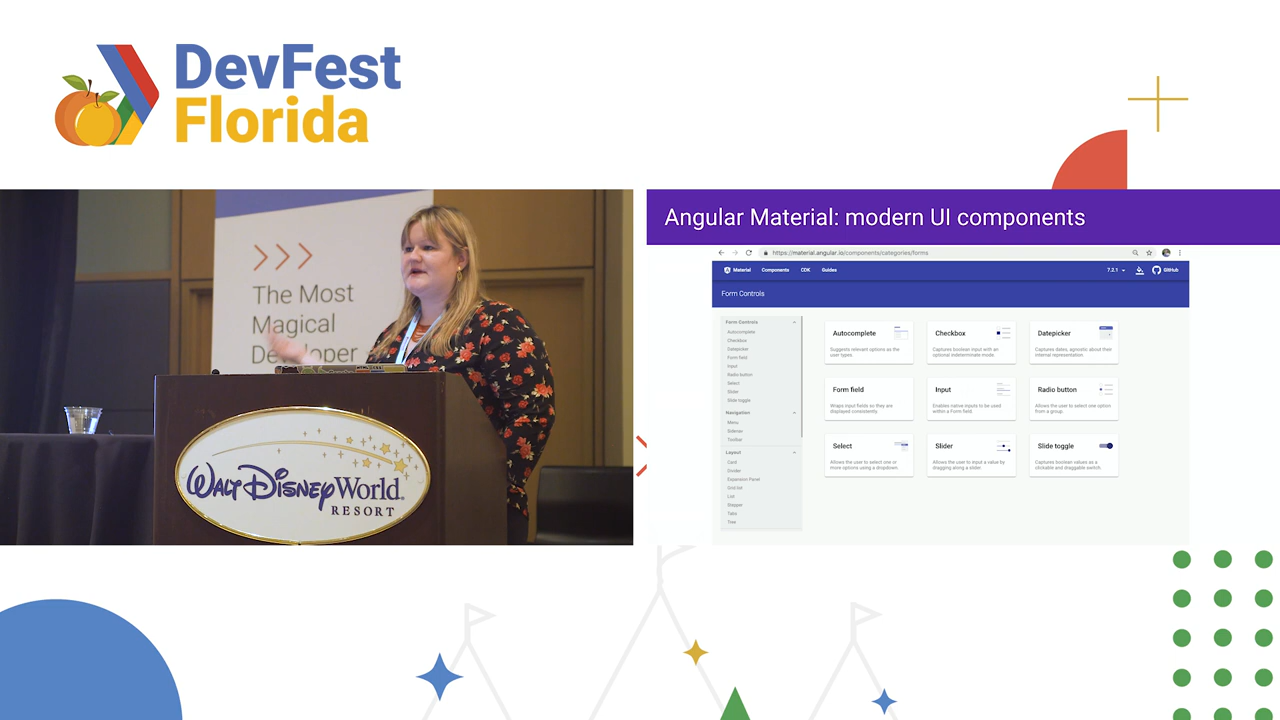 DevFest
Florida
The Most
Magical
Developer
WALT DISNEY World
RESORT
Angular Material: modern UI components
https://material.angular.io/components/categories/forms
Material
Components
CDK
Guides
7.2.1
GitHub
Form Controls
Form Controls
Autocomplete
Checkbox
Datepicker
Form field
Input
Radio button
Select
Slider
Slide toggle
Navigation
Menu
Sidenav
Toolbar
Layout
Card
Divider
Expansion Panel
Grid list
List
Stepper
Tabs
Tree
Autocomplete
Suggests relevant options as the
user types.
Checkbox
Captures boolean input with an
optional indeterminate mode.
Datepicker
Captures dates, agnostic about their
internal representation.
Form field
Wraps input fields so they are
displayed consistently.
Input
Enables native inputs to be used
within a Form field.
Radio button
Allows the user to select one option
from a group.
Select
Allows the user to select one or
more options using a dropdown.
Slider
Allows the user to input a value by
dragging along a slider.
Slide toggle
Captures boolean values as a
clickable and draggable switch.